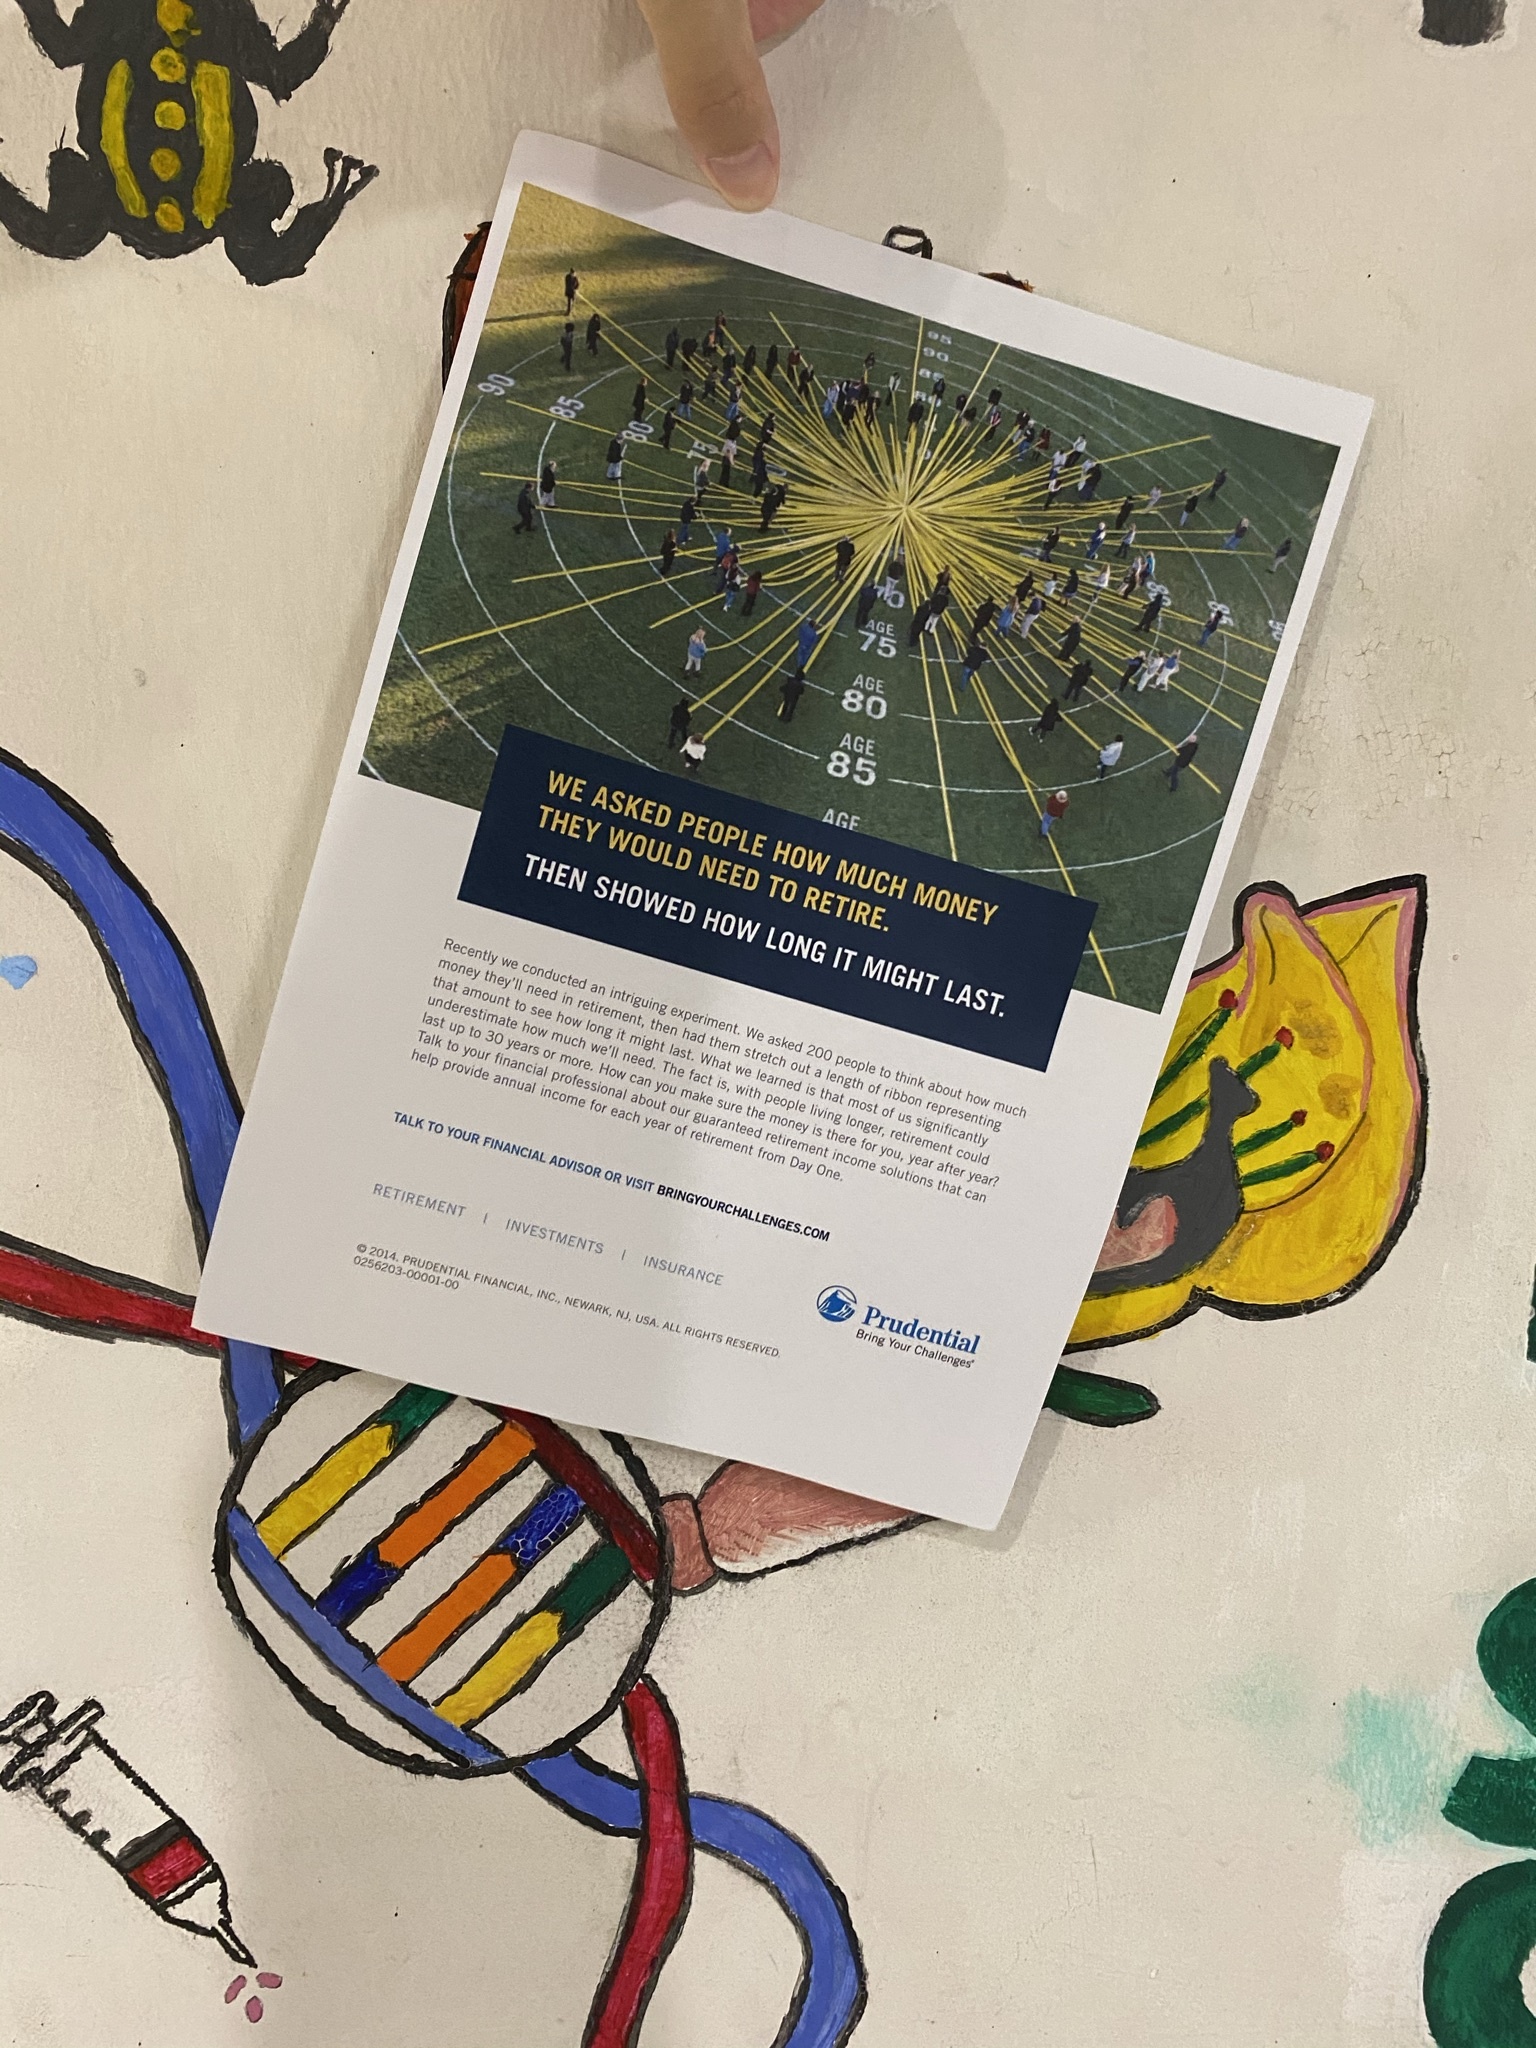 95
90
85
80
90
85
80
75
70
AGE
75
AGE
80
AGE
85
AGE
WE ASKED PEOPLE HOW MUCH MONEY
THEY WOULD NEED TO RETIRE.
THEN SHOWED HOW LONG IT MIGHT LAST.
Recently we conducted an intriguing experiment. We asked 200 people to think about how much
money they'll need in retirement, then had them stretch out a length of ribbon representing
that amount to see how long it might last. What we learned is that most of us significantly
underestimate how much we'll need. The fact is, with people living longer, retirement could
last up to 30 years or more. How can you make sure the money is there for you, year after year?
Talk to your financial professional about our guaranteed retirement income solutions that can
help provide annual income for each year of retirement from Day One.
TALK TO YOUR FINANCIAL ADVISOR OR VISIT BRINGYOURCHALLENGES.COM
RETIREMENT | INVESTMENTS | INSURANCE
© 2014. PRUDENTIAL FINANCIAL, INC., NEWARK, NJ, USA. ALL RIGHTS RESERVED.
0256203-00001-00
Prudential
Bring Your Challenges®